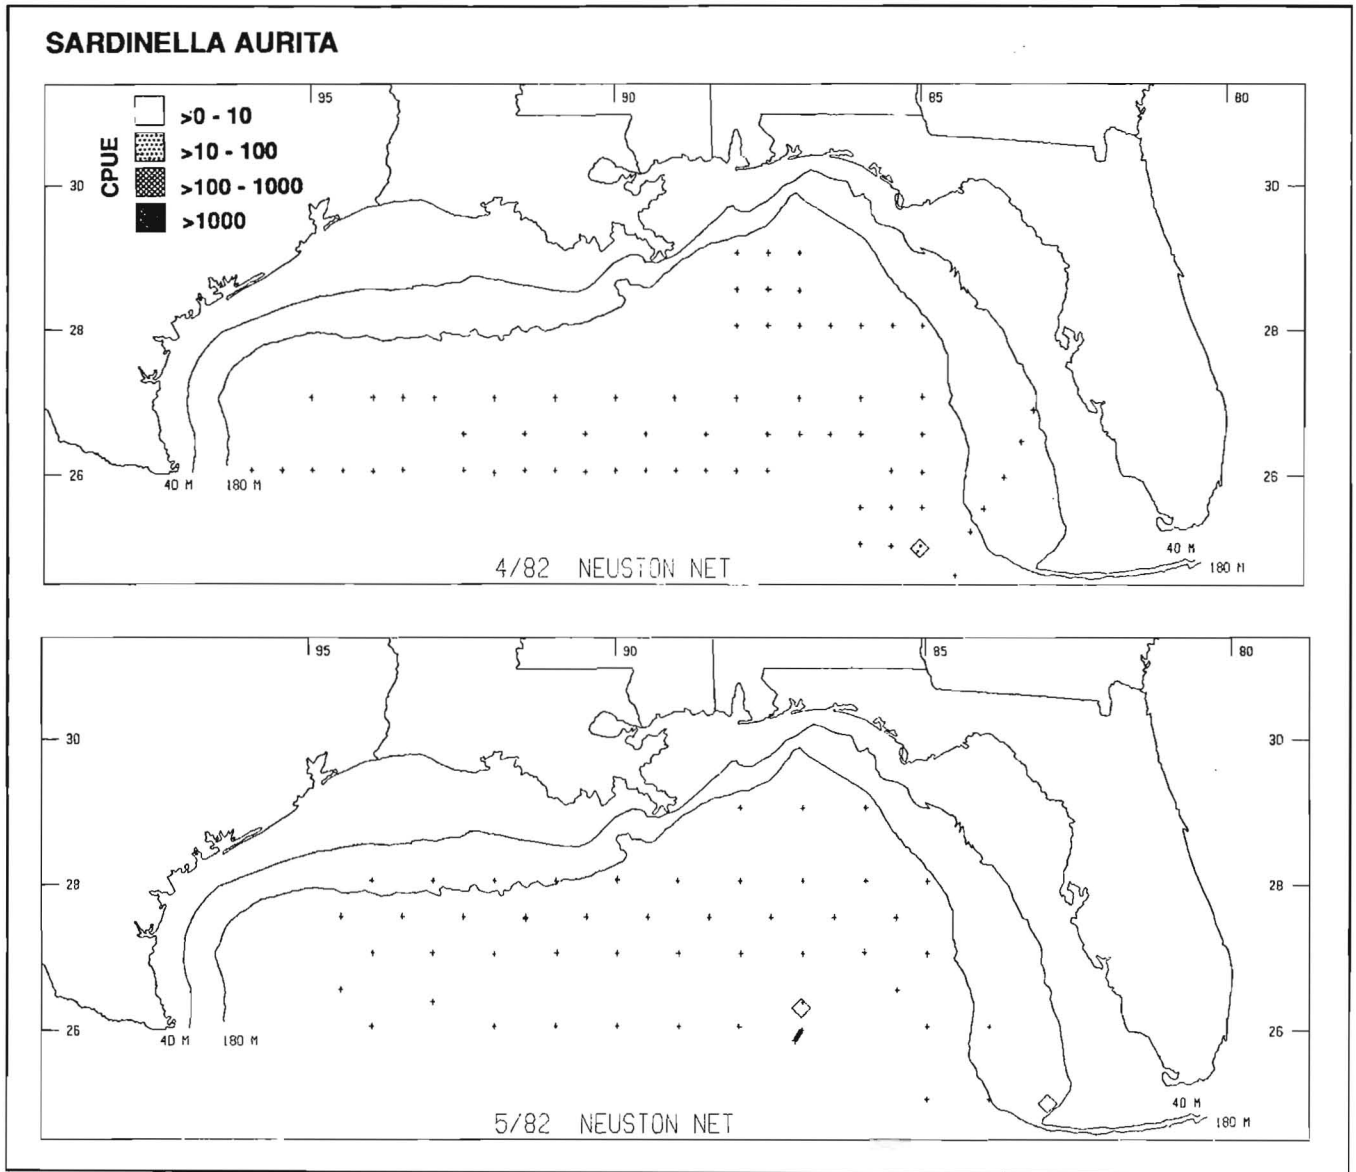 SARDINELLA AURITA
95 90 85 80
CPUE
>0 - 10
>10 - 100
>100 - 1000
>1000
30 30
28 28
26 26
40 M 180 M
40 M
180 M
4/82 NEUSTON NET
95 90 85 80
30 30
28 28
26 26
40 M 180 M
40 M
180 M
5/82 NEUSTON NET